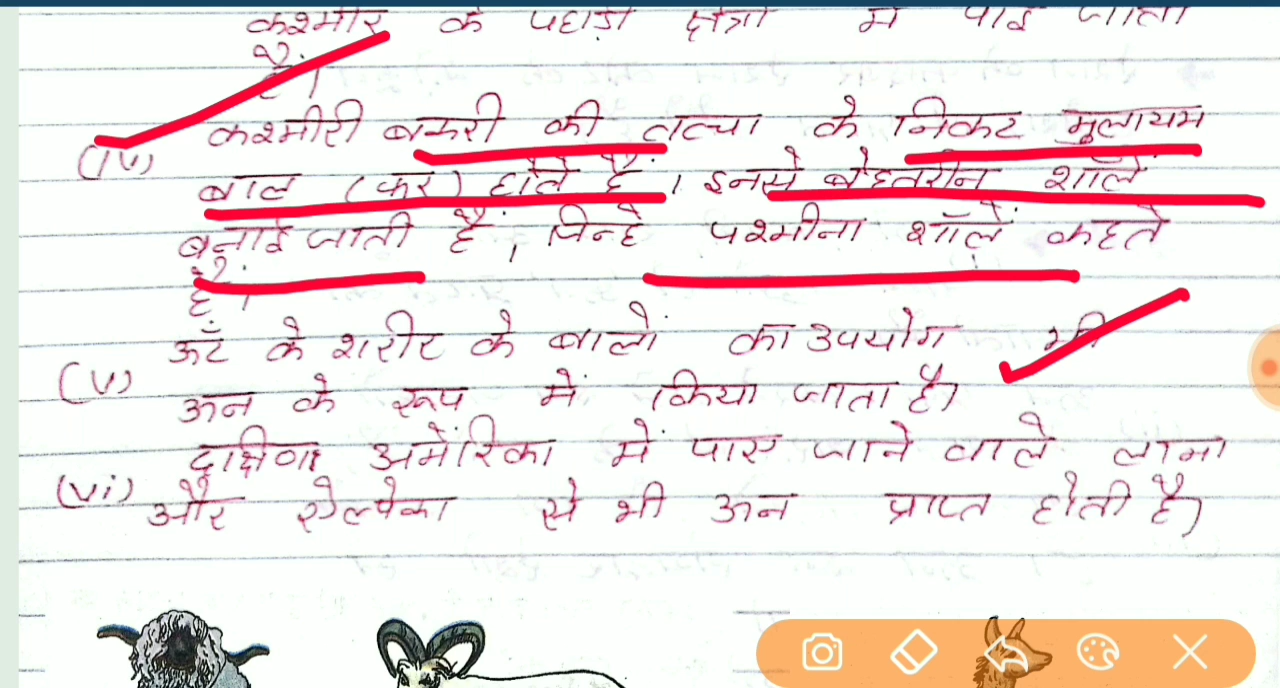 कश्मीर के पहाड़ी क्षेत्रों में पाई जाती
हैं।
कश्मीरी बकरी की त्वचा के निकट मुलायम
(iv)
बाल (फर) होते हैं। इनसे बेहतरीन शॉलें
बनाई जाती हैं, जिन्हें पश्मीना शॉलें कहते
हैं।
ऊँट के शरीर के बालों का उपयोग भी
(v)
ऊन के रूप में किया जाता है।
दक्षिण अमेरिका में पाए जाने वाले लामा
(vi)
और ऐल्पेका से भी ऊन प्राप्त होती है।